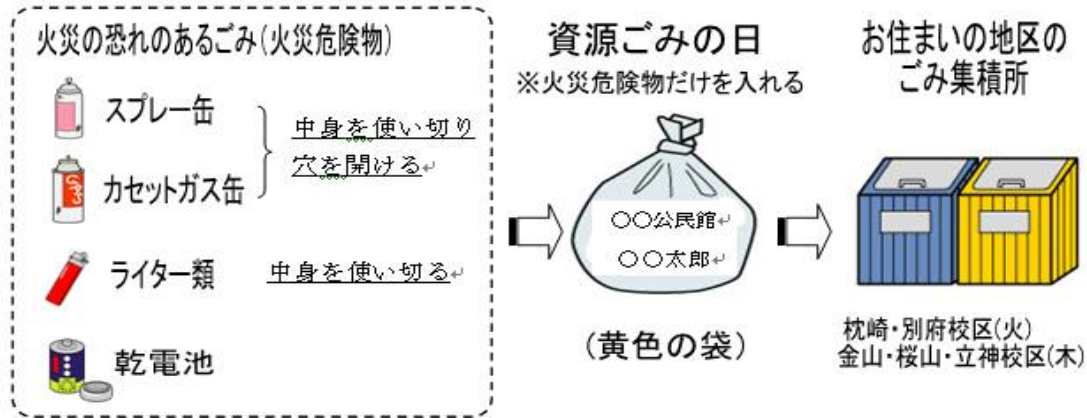 火災の恐れのあるごみ(火災危険物)
スプレー缶
カセットガス缶
中身を使い切り
穴を開ける↵
ライター類
中身を使い切る↵
乾電池
資源ごみの日
※火災危険物だけを入れる
〇〇公民館↵
〇〇太郎↵
(黄色の袋)
お住まいの地区の
ごみ集積所
枕崎・別府校区(火)
金山・桜山・立神校区(木)